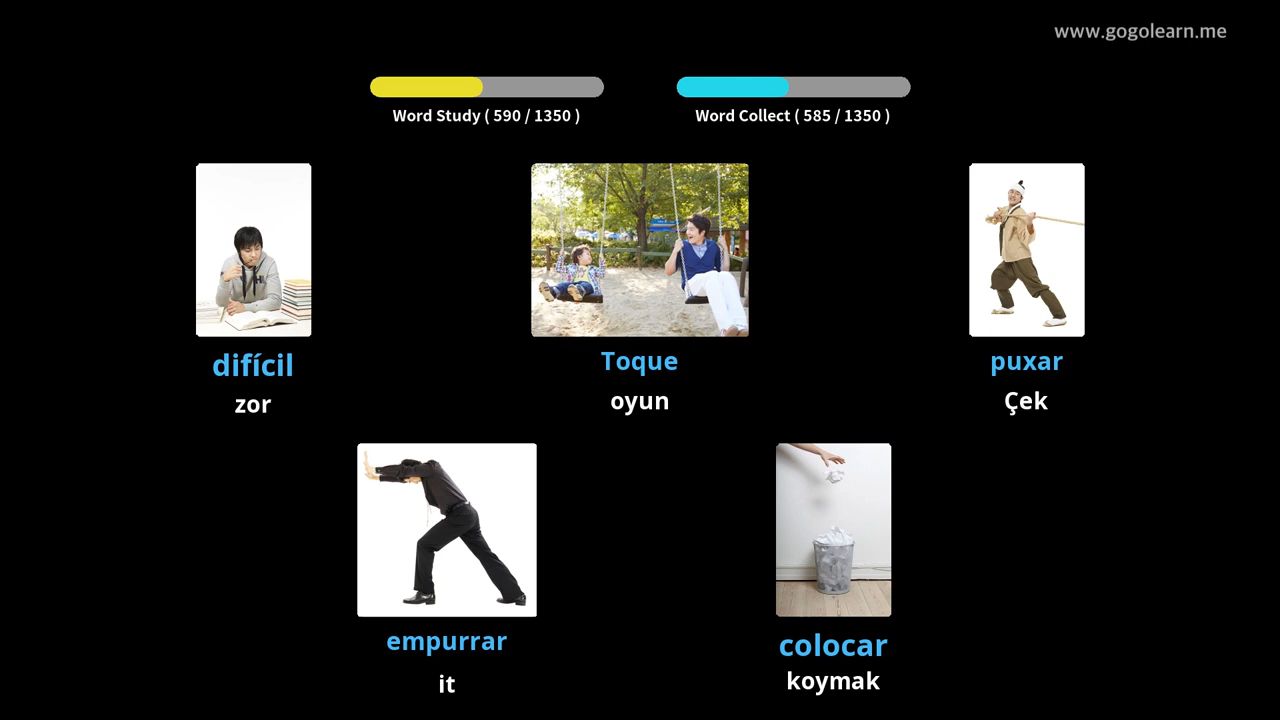 www.gogolearn.me
Word Study ( 590 / 1350 )
Word Collect ( 585 / 1350 )
difícil
zor
Toque
oyun
puxar
Çek
empurrar
it
colocar
koymak